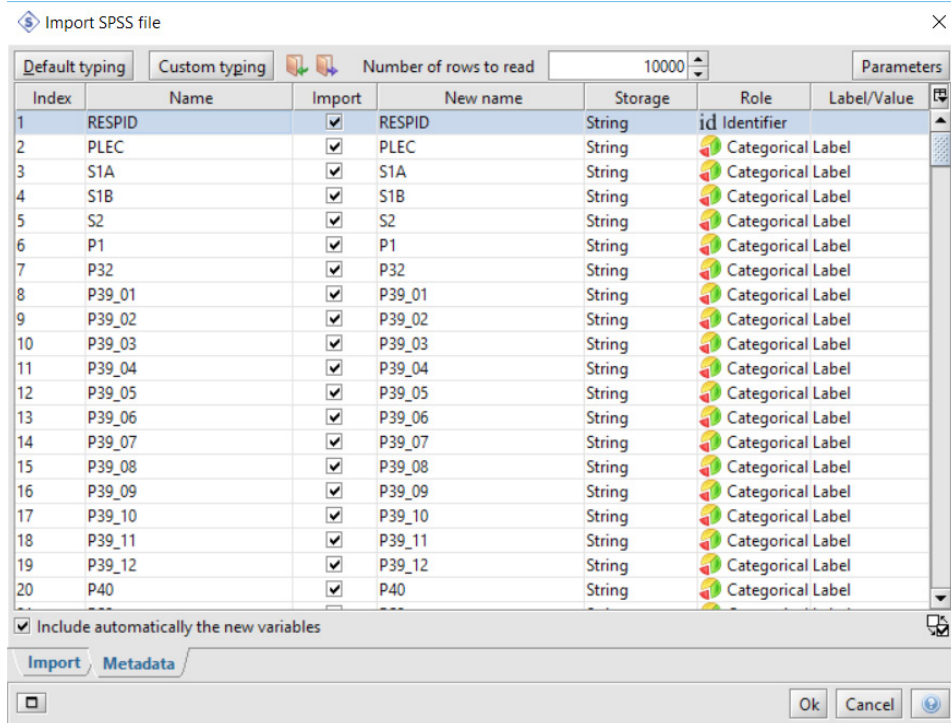 Import SPSS file
Default typing Custom typing Number of rows to read 10000 Parameters
Index Name Import New name Storage Role Label/Value
1 RESPID RESPID String id Identifier
2 PLEC PLEC String Categorical Label
3 S1A S1A String Categorical Label
4 S1B S1B String Categorical Label
5 S2 S2 String Categorical Label
6 P1 P1 String Categorical Label
7 P32 P32 String Categorical Label
8 P39_01 P39_01 String Categorical Label
9 P39_02 P39_02 String Categorical Label
10 P39_03 P39_03 String Categorical Label
11 P39_04 P39_04 String Categorical Label
12 P39_05 P39_05 String Categorical Label
13 P39_06 P39_06 String Categorical Label
14 P39_07 P39_07 String Categorical Label
15 P39_08 P39_08 String Categorical Label
16 P39_09 P39_09 String Categorical Label
17 P39_10 P39_10 String Categorical Label
18 P39_11 P39_11 String Categorical Label
19 P39_12 P39_12 String Categorical Label
20 P40 P40 String Categorical Label
Include automatically the new variables
Import Metadata
Ok Cancel